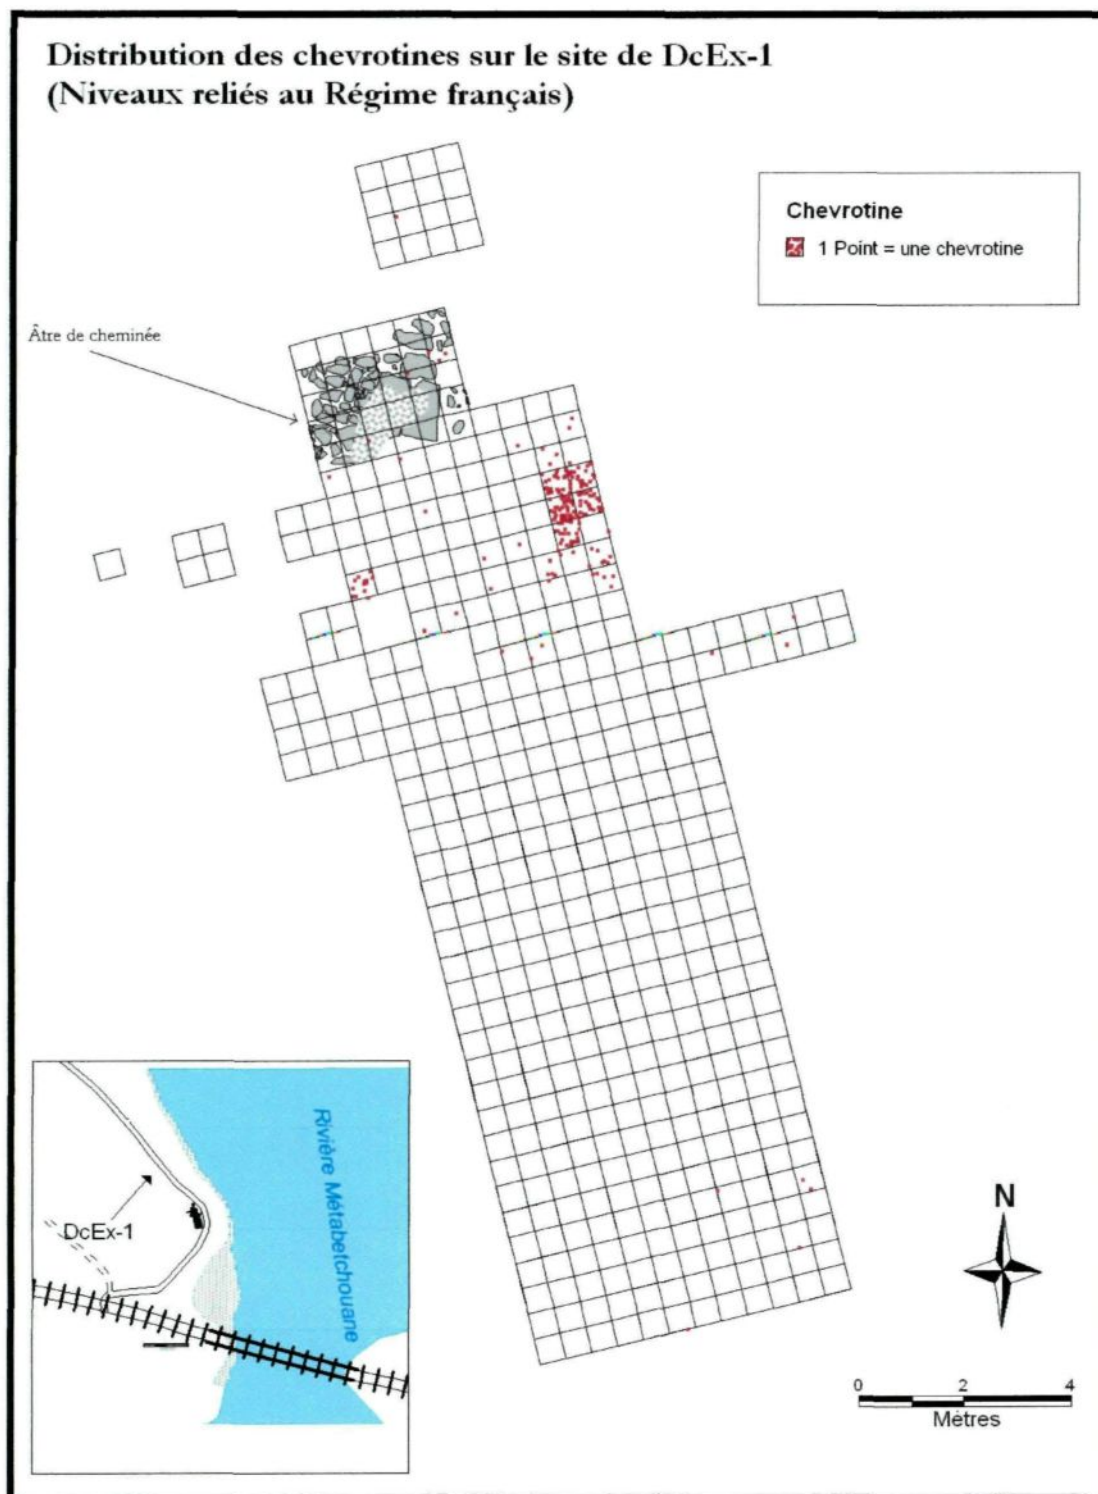 Distribution des chevrotines sur le site de DcEx-1
(Niveaux reliés au Régime français)
Chevrotine
1 Point = une chevrotine
Âtre de cheminée
Rivière Métabetchouane
DcEx-1
N
0 2 4
Mètres